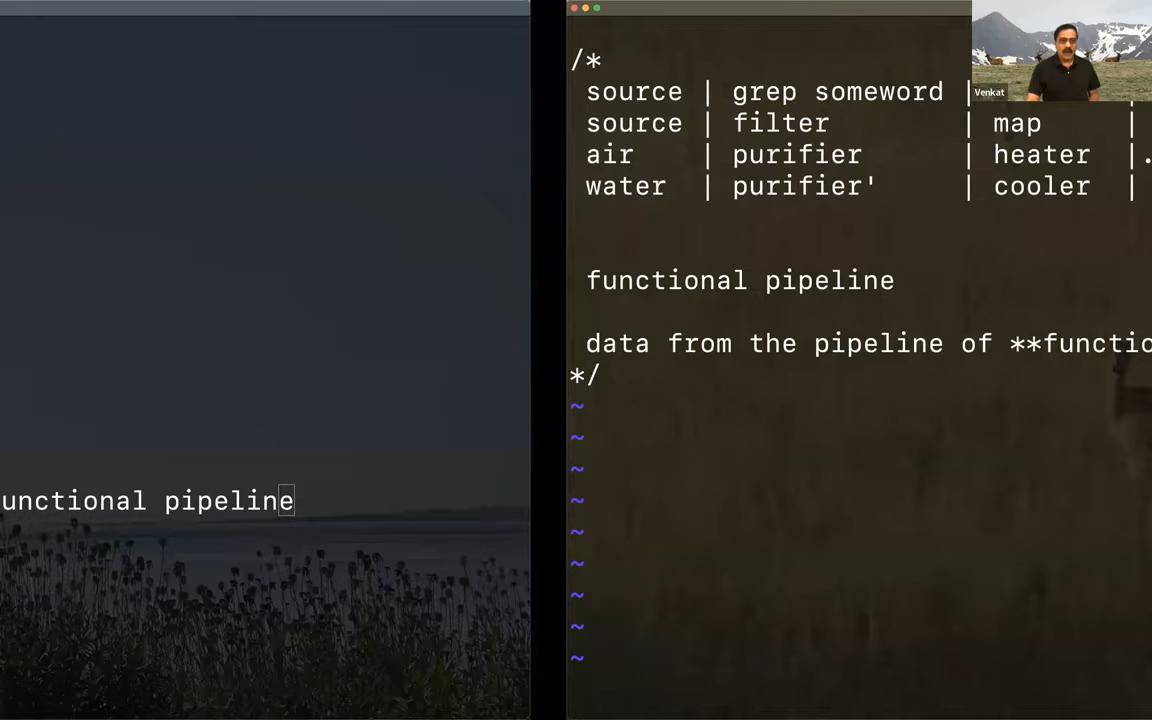 unctional pipeline
/*
source | grep someword |
source | filter | map |
air | purifier | heater |.
water | purifier' | cooler |
functional pipeline
data from the pipeline of **functio
*/
~
~
~
~
~
~
~
~
~
Venkat